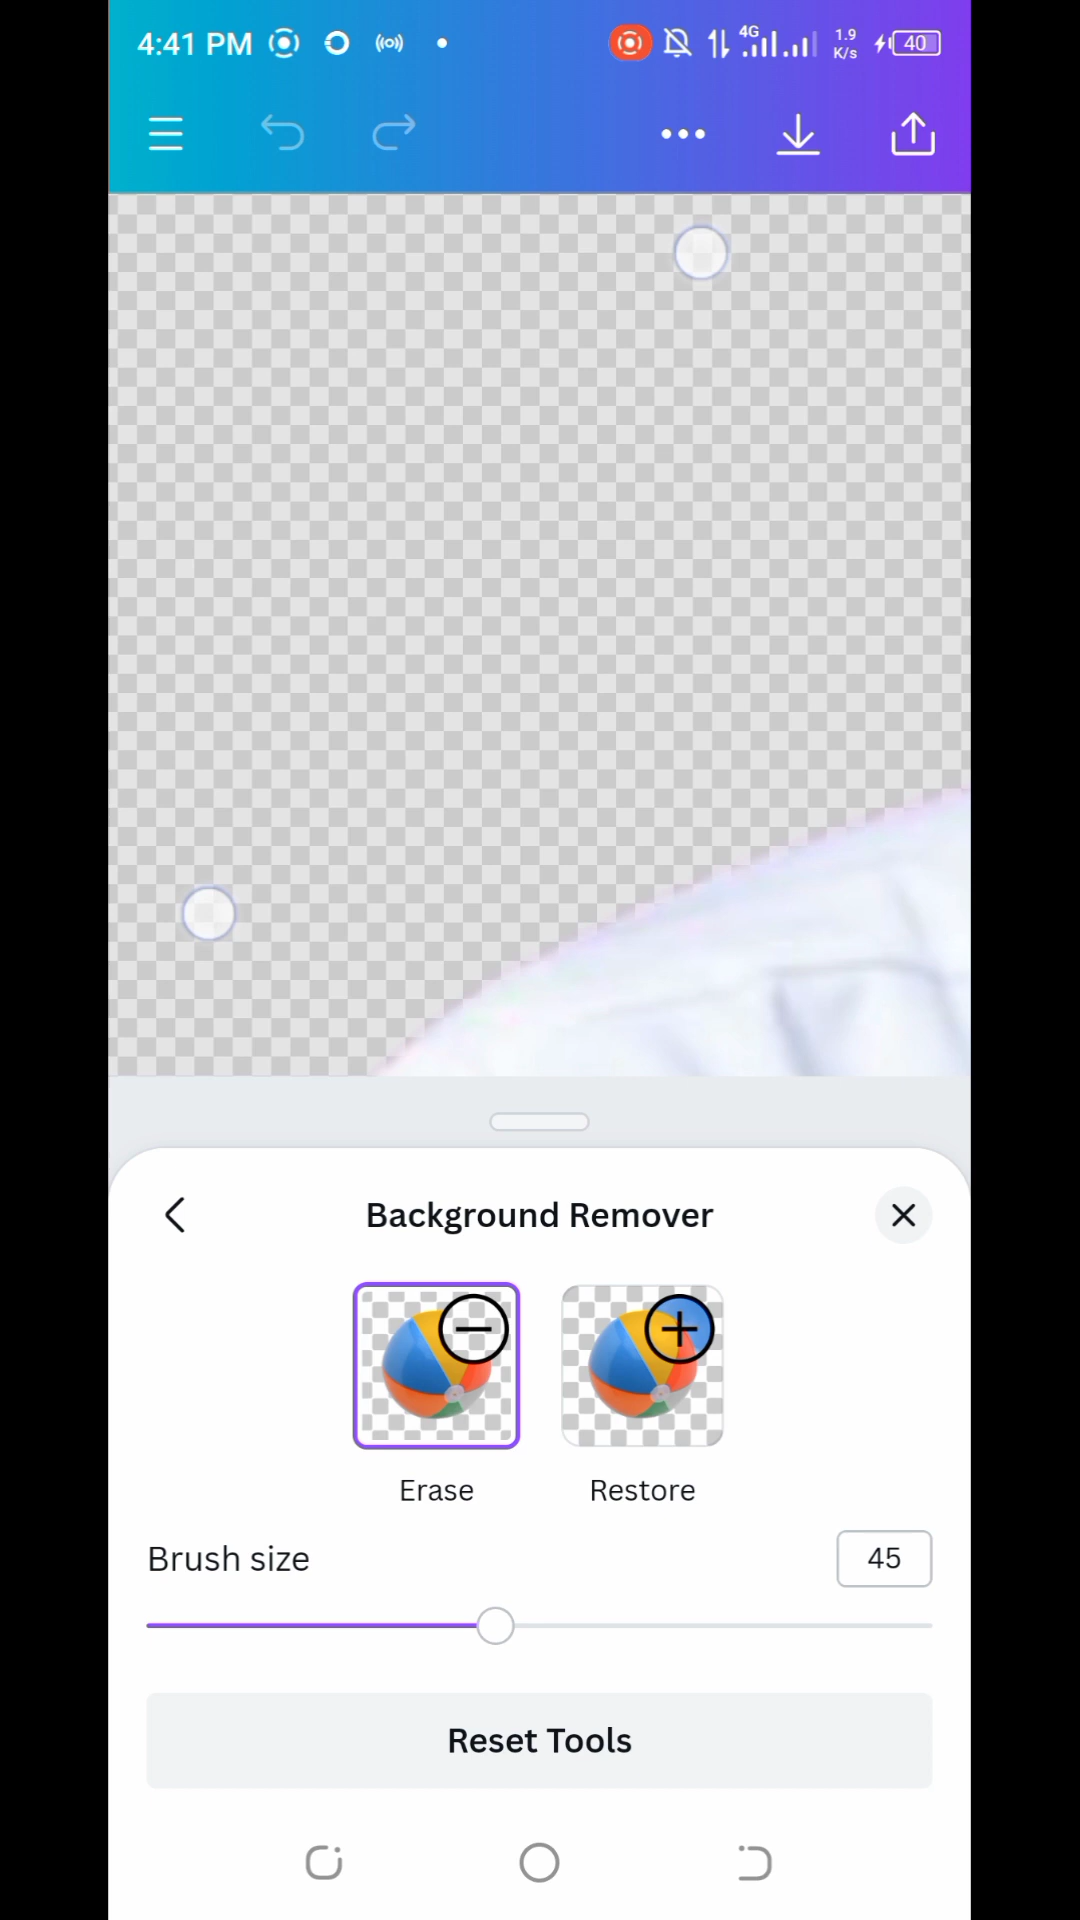 4:41 PM
4G
1.9
K/s
40
Background Remover
Erase
Restore
Brush size
45
Reset Tools